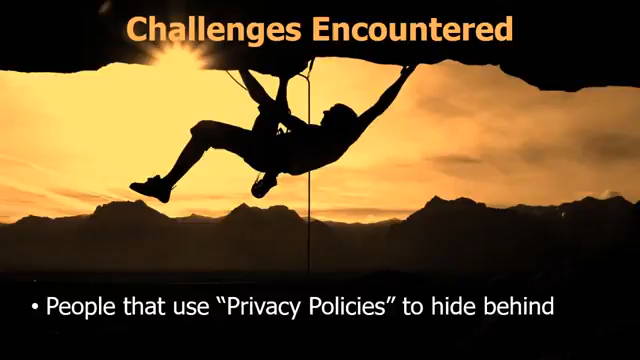 Challenges Encountered
• People that use “Privacy Policies” to hide behind